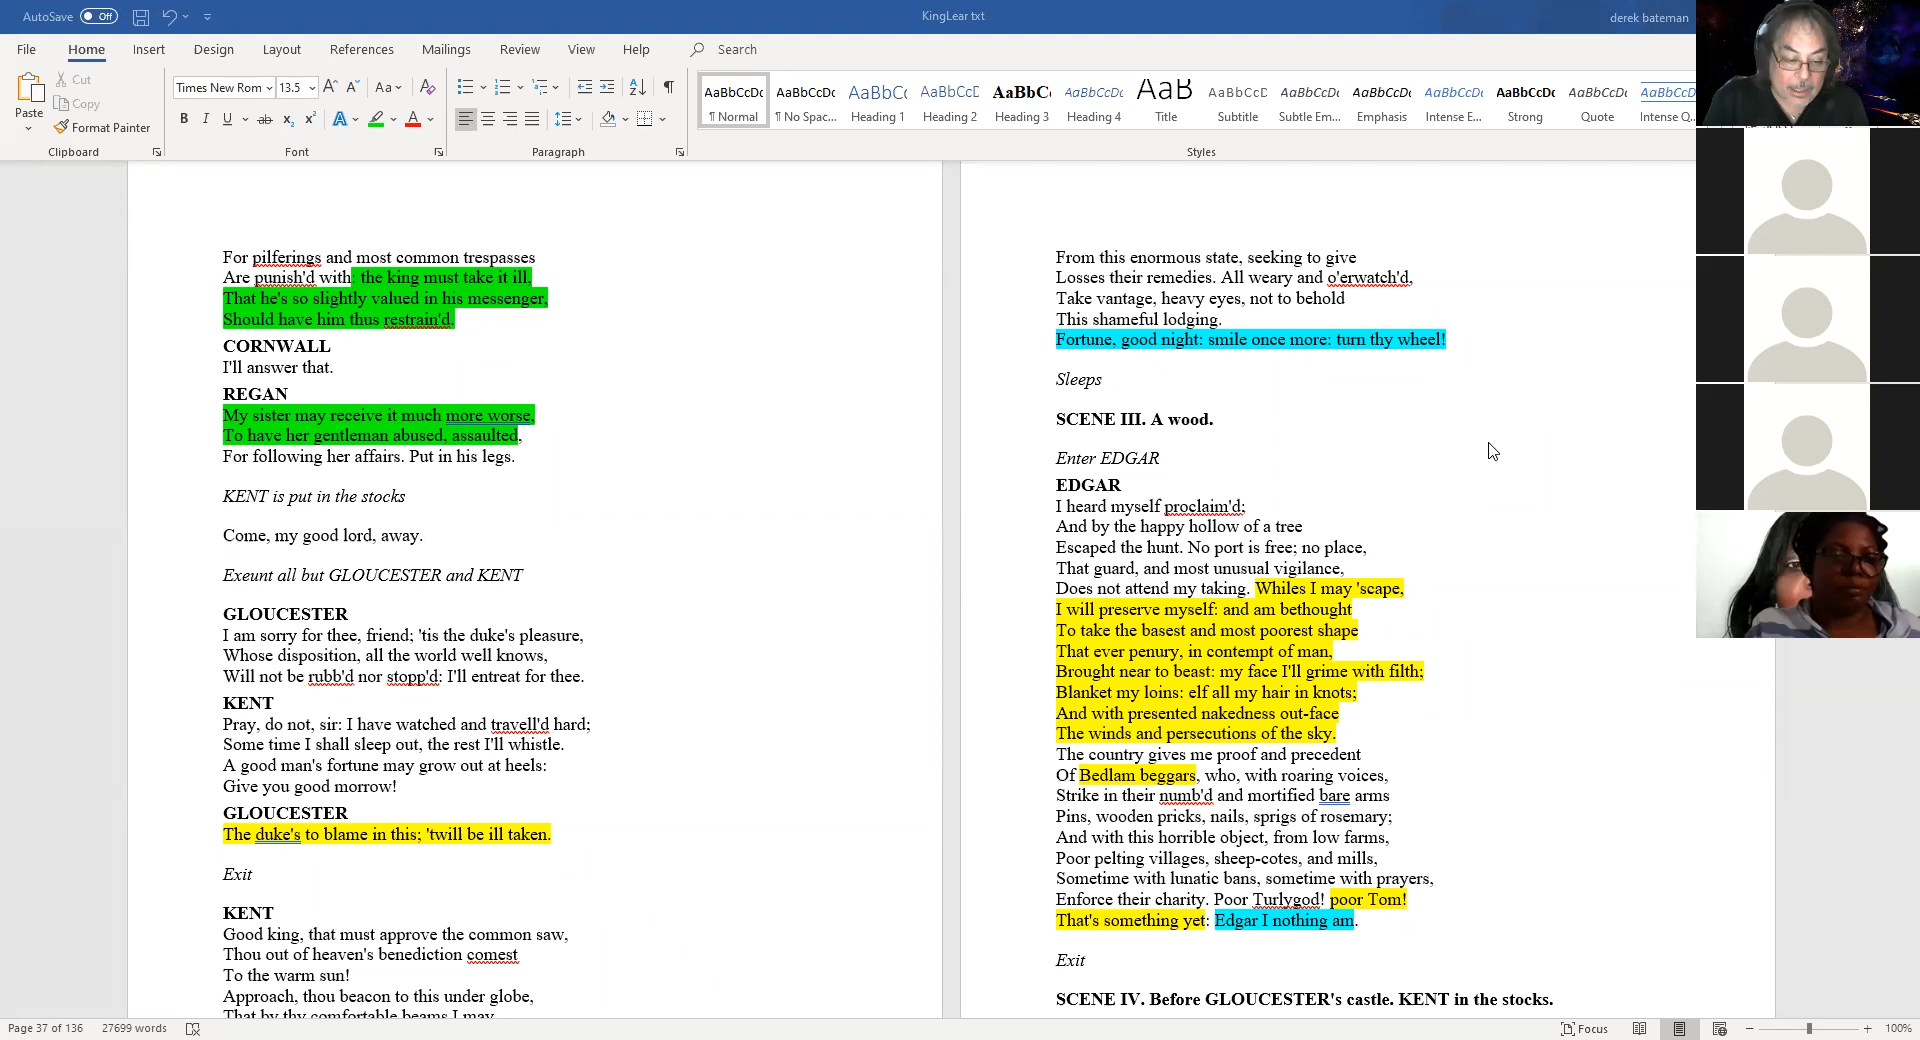 AutoSave Off
KingLear txt
derek bateman
File Home Insert Design Layout References Mailings Review View Help Search
Paste
Cut
Copy
Format Painter
Clipboard
Times New Rom 13.5
Font
Paragraph
AaBbCcDc AaBbCcDc AaBbC AaBbCcD AaBbC AaBbCcDc AaB AaBbCcD AaBbCcDc AaBbCcDc AaBbCcDc AaBbCcDc AaBbCcDc AaBbCcDc
¶ Normal ¶ No Spac... Heading 1 Heading 2 Heading 3 Heading 4 Title Subtitle Subtle Em... Emphasis Intense E... Strong Quote Intense Q...
Styles
For pilferings and most common trespasses
Are punish'd with: the king must take it ill,
That he's so slightly valued in his messenger,
Should have him thus restrain'd.
CORNWALL
I'll answer that.
REGAN
My sister may receive it much more worse,
To have her gentleman abused, assaulted,
For following her affairs. Put in his legs.
KENT is put in the stocks
Come, my good lord, away.
Exeunt all but GLOUCESTER and KENT
GLOUCESTER
I am sorry for thee, friend; 'tis the duke's pleasure,
Whose disposition, all the world well knows,
Will not be rubb'd nor stopp'd: I'll entreat for thee.
KENT
Pray, do not, sir: I have watched and travell'd hard;
Some time I shall sleep out, the rest I'll whistle.
A good man's fortune may grow out at heels:
Give you good morrow!
GLOUCESTER
The duke's to blame in this; 'twill be ill taken.
Exit
KENT
Good king, that must approve the common saw,
Thou out of heaven's benediction comest
To the warm sun!
Approach, thou beacon to this under globe,
That by thy comfortable beams I may
From this enormous state, seeking to give
Losses their remedies. All weary and o'erwatch'd,
Take vantage, heavy eyes, not to behold
This shameful lodging.
Fortune, good night: smile once more: turn thy wheel!
Sleeps
SCENE III. A wood.
Enter EDGAR
EDGAR
I heard myself proclaim'd;
And by the happy hollow of a tree
Escaped the hunt. No port is free; no place,
That guard, and most unusual vigilance,
Does not attend my taking. Whiles I may 'scape,
I will preserve myself: and am bethought
To take the basest and most poorest shape
That ever penury, in contempt of man,
Brought near to beast: my face I'll grime with filth;
Blanket my loins: elf all my hair in knots;
And with presented nakedness out-face
The winds and persecutions of the sky.
The country gives me proof and precedent
Of Bedlam beggars, who, with roaring voices,
Strike in their numb'd and mortified bare arms
Pins, wooden pricks, nails, sprigs of rosemary;
And with this horrible object, from low farms,
Poor pelting villages, sheep-cotes, and mills,
Sometime with lunatic bans, sometime with prayers,
Enforce their charity. Poor Turlygod! poor Tom!
That's something yet: Edgar I nothing am.
Exit
SCENE IV. Before GLOUCESTER's castle. KENT in the stocks.
Page 37 of 136 27699 words
Focus
100%